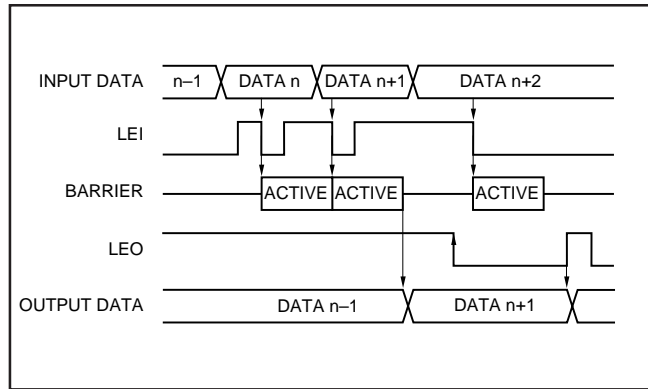 INPUT DATA n–1 DATA n DATA n+1 DATA n+2
LEI
BARRIER ACTIVE ACTIVE ACTIVE
LEO
OUTPUT DATA DATA n–1 DATA n+1